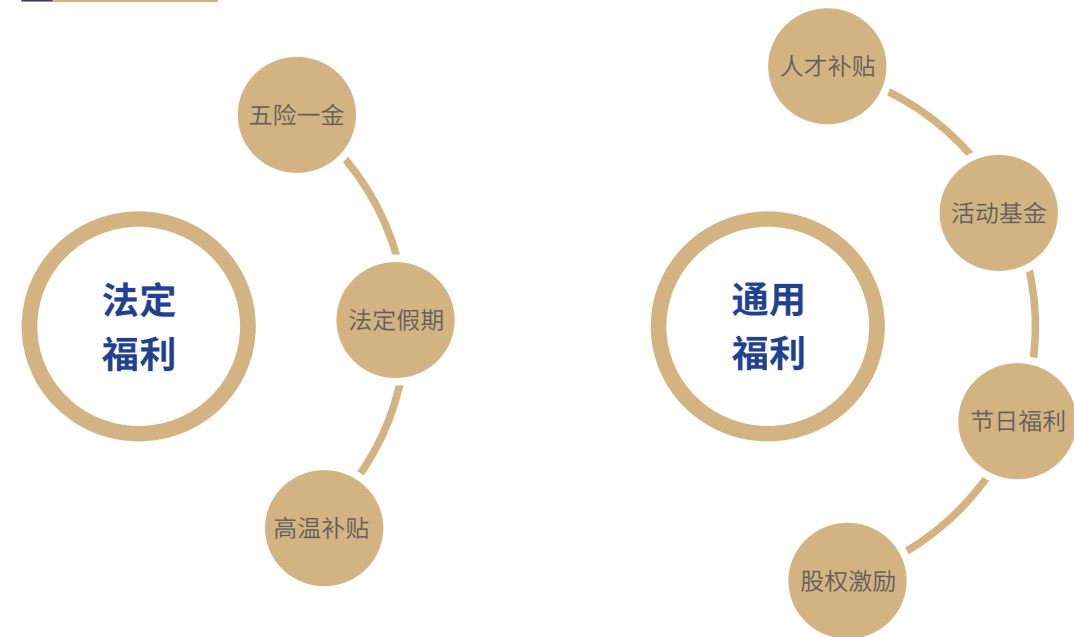 五险一金
法定
福利
法定假期
高温补贴
人才补贴
活动基金
通用
福利
节日福利
股权激励